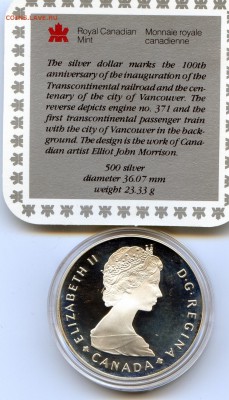 COINS.SU
Royal Canadian Monnaie royale
Mint canadienne
The silver dollar marks the 100th
anniversary of the inauguration of the
Transcontinental railroad and the cen-
tenary of the city of Vancouver. The
reverse depicts engine no. 371 and the
first transcontinental passenger train
with the city of Vancouver in the back-
ground. The design is the work of Cana-
dian artist Elliot John Morrison.
500 silver
diameter 36.07 mm
weight 23.33 g
ELIZABETH II D·G·REGINA
CANADA